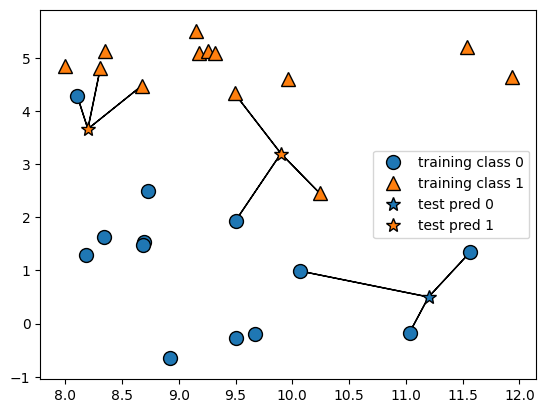 5
4
3
2
1
0
−1
training class 0
training class 1
test pred 0
test pred 1
8.0 8.5 9.0 9.5 10.0 10.5 11.0 11.5 12.0